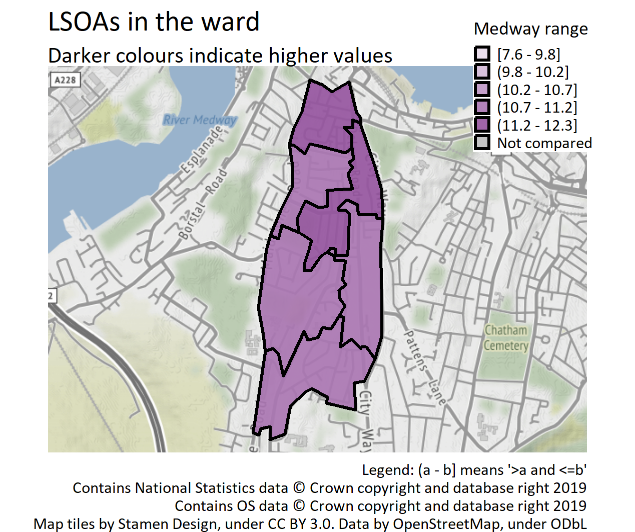 LSOAs in the ward
Darker colours indicate higher values
Medway range
[7.6 - 9.8]
(9.8 - 10.2]
(10.2 - 10.7]
(10.7 - 11.2]
(11.2 - 12.3]
Not compared
A228
River Medway
Esplanade
Borstal - Road
2
Chatham
Cemetery
Pattens - Lane
City - Way
Legend: (a - b] means '>a and <=b'
Contains National Statistics data © Crown copyright and database right 2019
Contains OS data © Crown copyright and database right 2019
Map tiles by Stamen Design, under CC BY 3.0. Data by OpenStreetMap, under ODbL